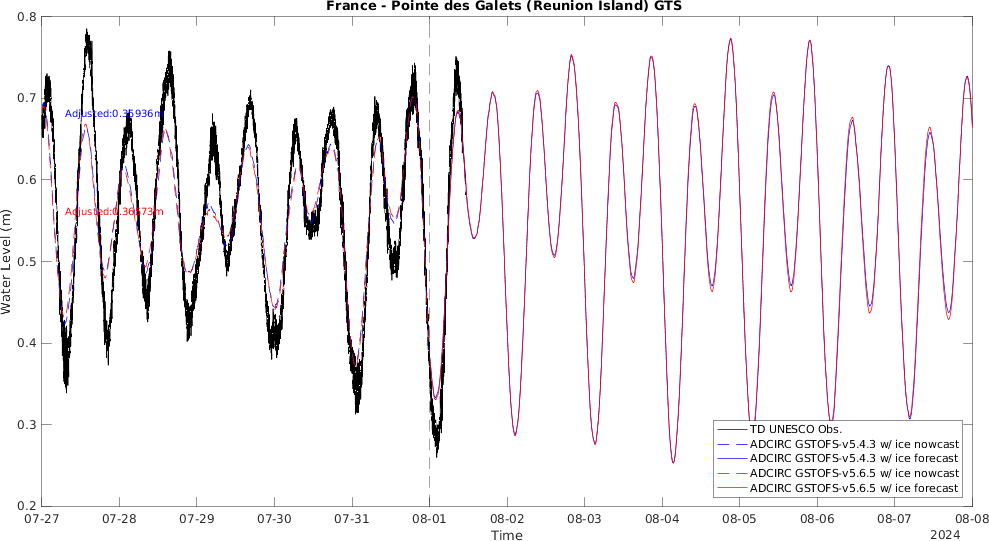 France - Pointe des Galets (Reunion Island) GTS
0.8
0.7
0.6
0.5
0.4
0.3
0.2
Water Level (m)
Adjusted:0.35936m
Adjusted:0.36573m
TD UNESCO Obs.
ADCIRC GSTOFS-v5.4.3 w/ ice nowcast
ADCIRC GSTOFS-v5.4.3 w/ ice forecast
ADCIRC GSTOFS-v5.6.5 w/ ice nowcast
ADCIRC GSTOFS-v5.6.5 w/ ice forecast
07-27 07-28 07-29 07-30 07-31 08-01 08-02 08-03 08-04 08-05 08-06 08-07 08-08
Time
2024